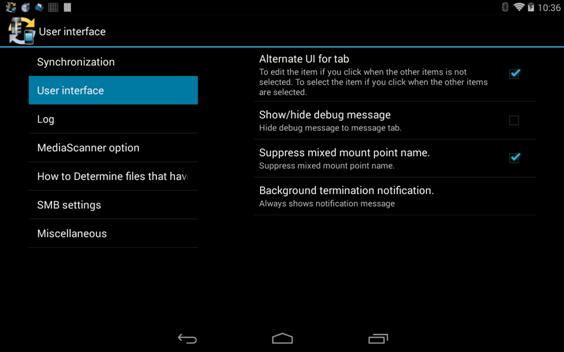 10:36
User interface
Synchronization
User interface
Log
MediaScanner option
How to Determine files that hav
SMB settings
Miscellaneous
Alternate UI for tab
To edit the item if you click when the other items is not
selected. To select the item if you click when the other items
are selected.
Show/hide debug message
Hide debug message to message tab.
Suppress mixed mount point name.
Suppress mixed mount point name.
Background termination notification.
Always shows notification message